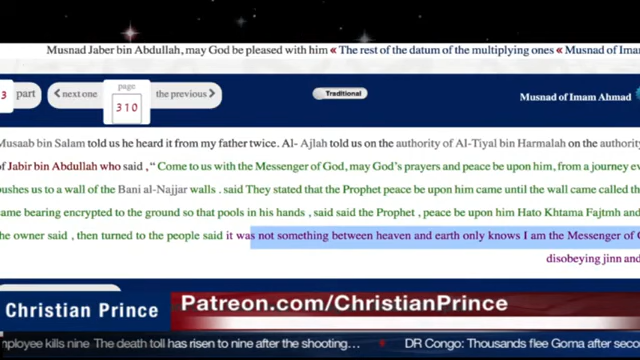 Musnad Jaber bin Abdullah, may God be pleased with him « The rest of the datum of the multiplying ones « Musnad of Imam
3 part
< next one
page
310
the previous >
Traditional
Musnad of Imam Ahmad
Musaab bin Salam told us he heard it from my father twice. Al- Ajlah told us on the authority of Al-Tiyal bin Harmalah on the authority
of Jabir bin Abdullah who said ,“ Come to us with the Messenger of God, may God's prayers and peace be upon him, from a journey ev
pushes us to a wall of the Bani al-Najjar walls . said They stated that the Prophet peace be upon him came until the wall came called th
came bearing encrypted to the ground so that pools in his hands , said said the Prophet , peace be upon him Hato Khtama Fajtmh and
he owner said , then turned to the people said it was not something between heaven and earth only knows I am the Messenger of G
disobeying jinn and
Christian Prince
Patreon.com/ChristianPrince
mployee kills nine. The death toll has risen to nine after the shooting... « DR Congo: Thousands flee Goma after seco